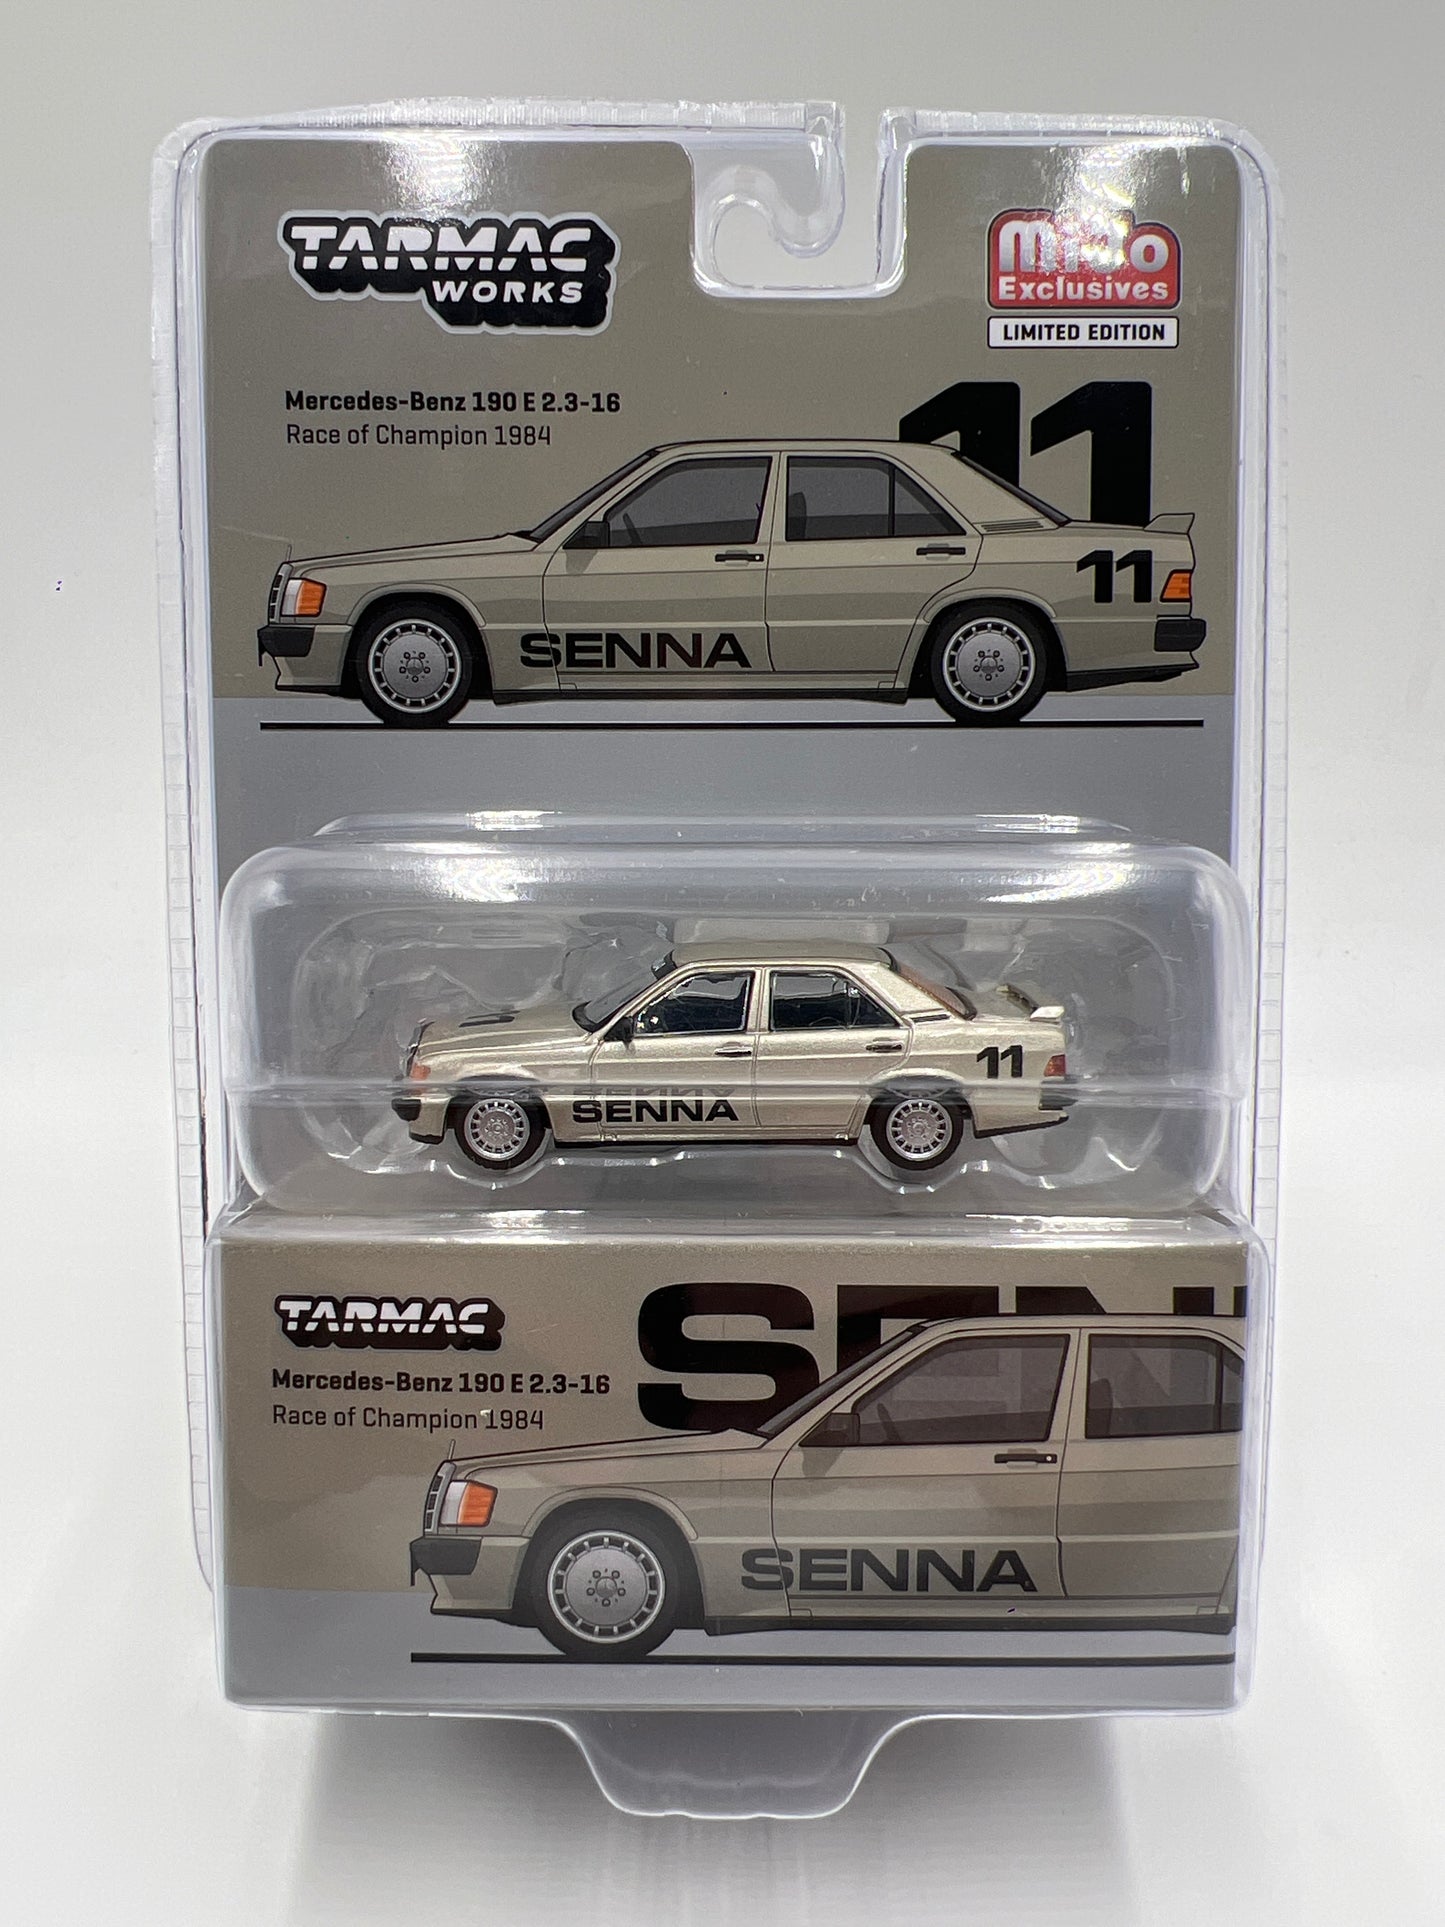 TARMAC
WORKS
MiJo
Exclusives
LIMITED EDITION
Mercedes-Benz 190 E 2.3-16
Race of Champion 1984
11
11
SENNA
11
SENNA
TARMAC
SEN
Mercedes-Benz 190 E 2.3-16
Race of Champion 1984
SENNA